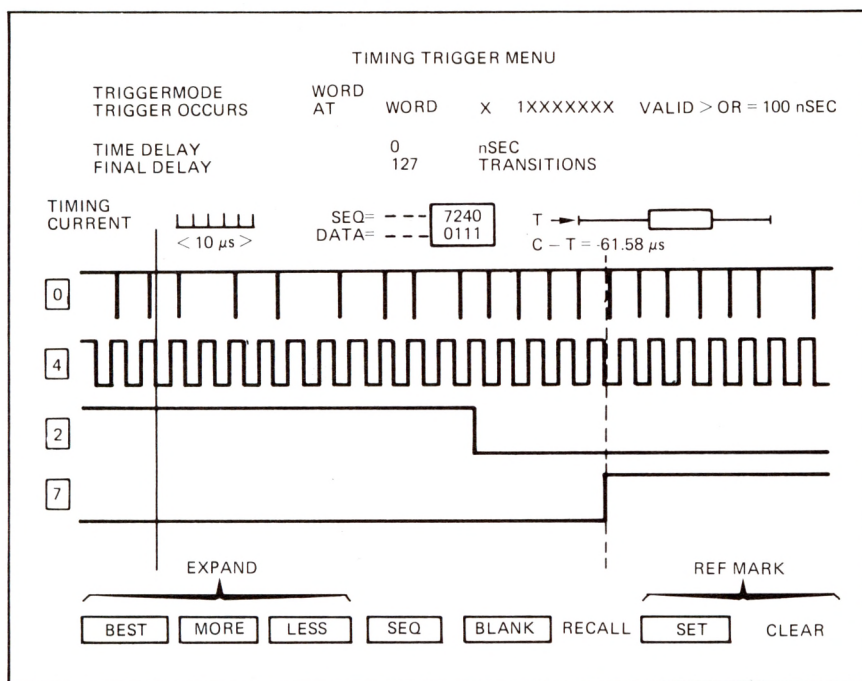 TIMING TRIGGER MENU
TRIGGERMODE WORD
TRIGGER OCCURS AT WORD X 1XXXXXXX VALID > OR = 100 nSEC
TIME DELAY 0 nSEC
FINAL DELAY 127 TRANSITIONS
TIMING
CURRENT
< 10 μs >
SEQ= --- 7240
DATA= --- 0111
T
C – T = -61.58 μs
0
4
2
7
EXPAND
REF MARK
BEST MORE LESS SEQ BLANK RECALL SET CLEAR